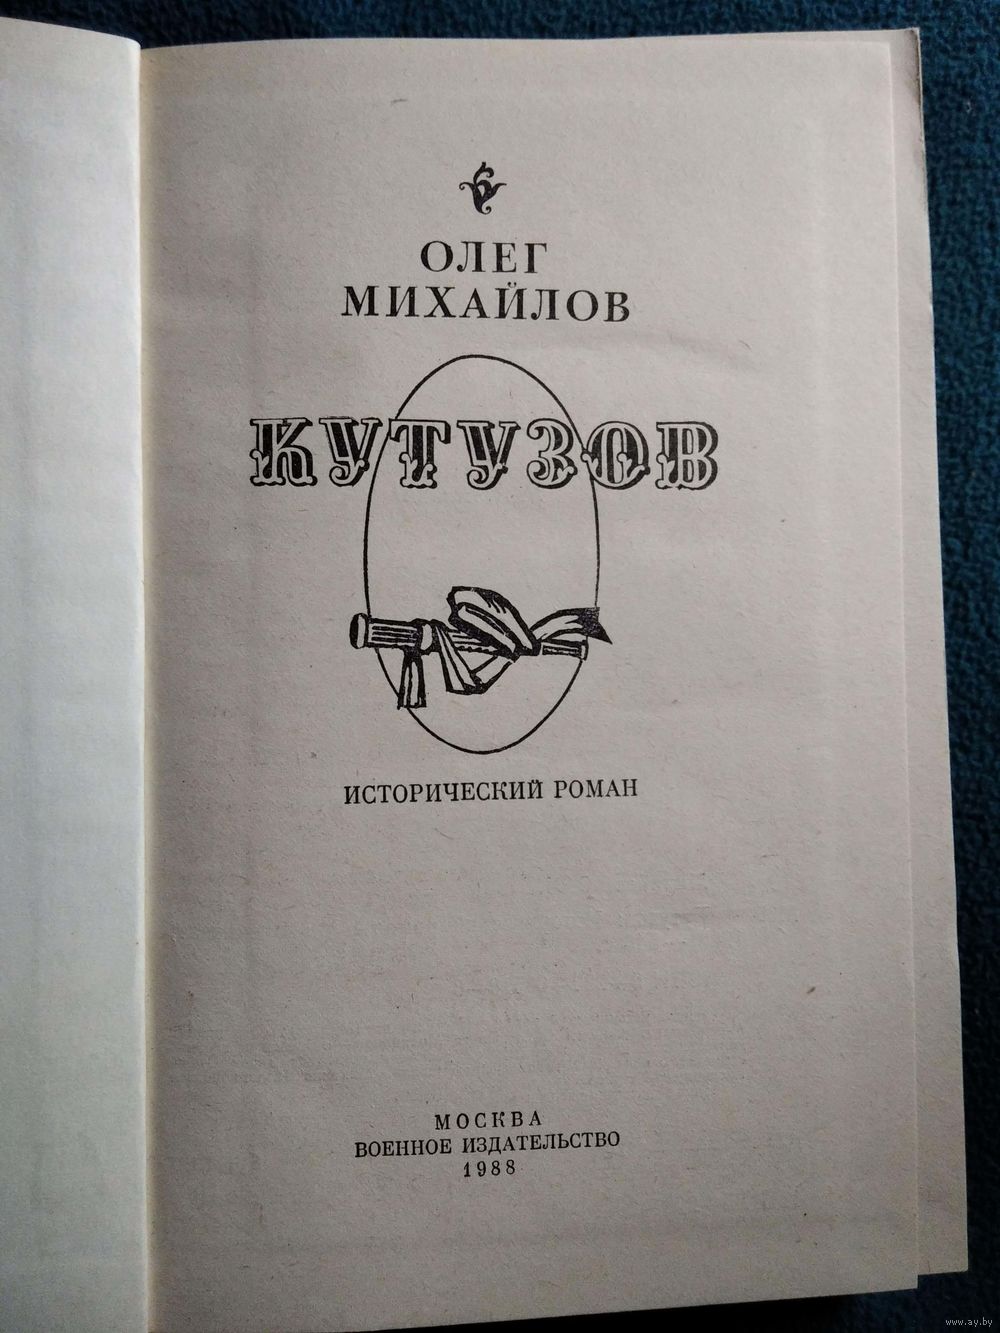 ОЛЕГ
МИХАЙЛОВ
КУТУЗОВ
ИСТОРИЧЕСКИЙ РОМАН
МОСКВА
ВОЕННОЕ ИЗДАТЕЛЬСТВО
1988
www.ay.by